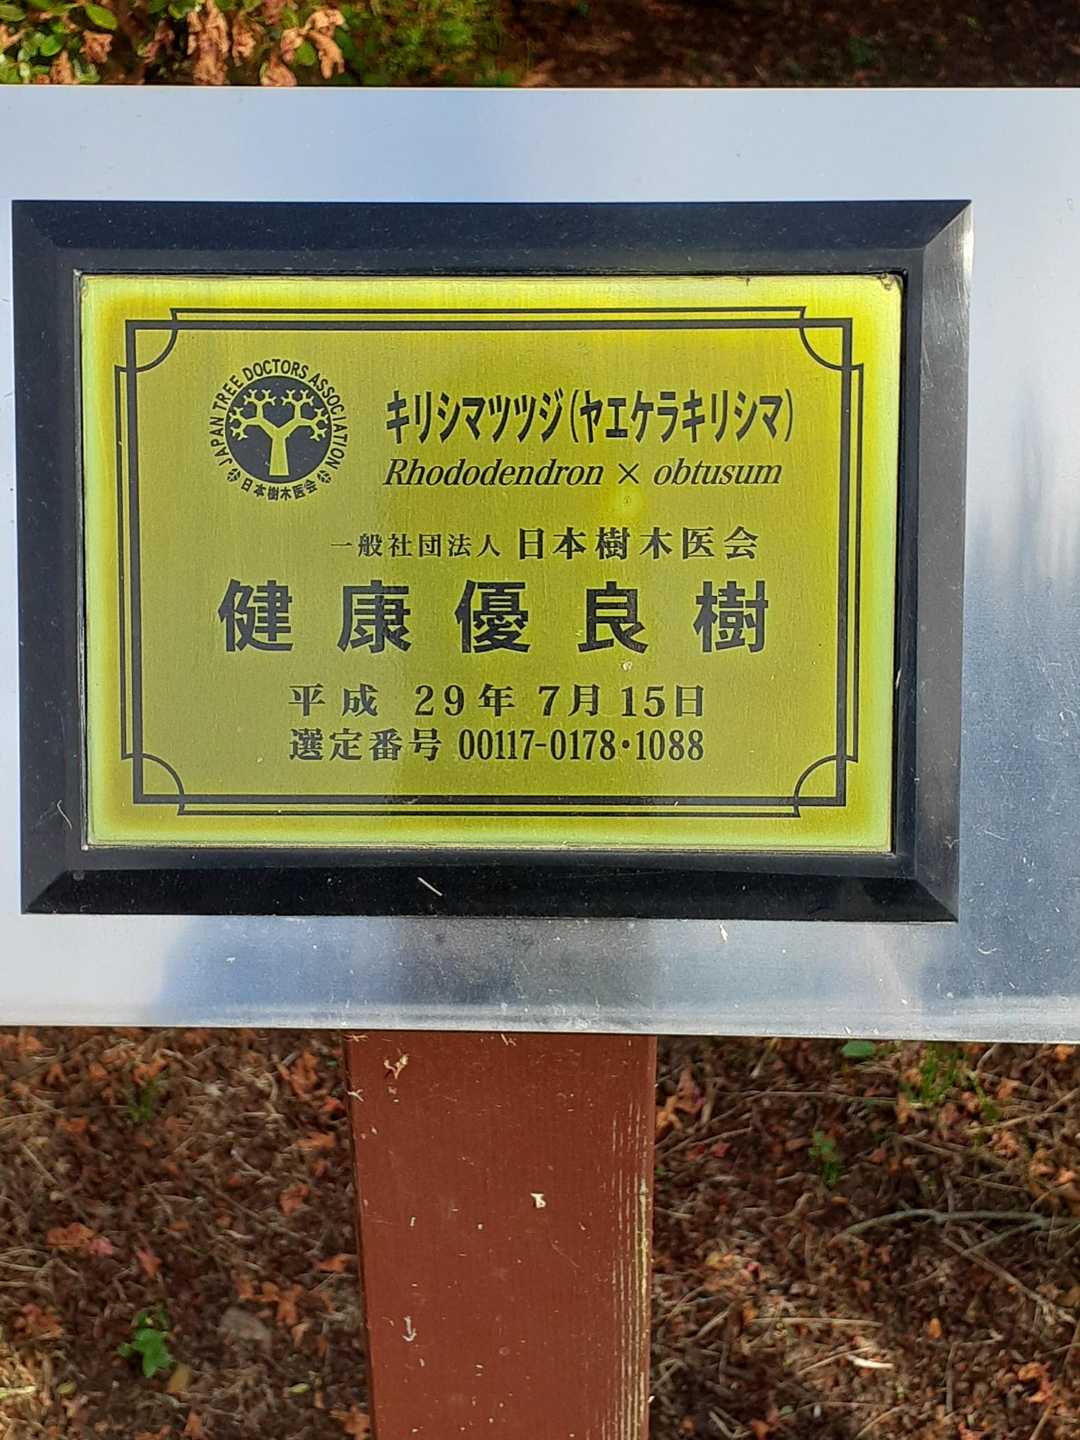 JAPAN TREE DOCTORS ASSOCIATION
日本樹木医会
キリシマツツジ(ヤエケラキリシマ)
Rhododendron × obtusum
一般社団法人 日本樹木医会
健康優良樹
平成 29年 7月 15日
選定番号 00117-0178・1088